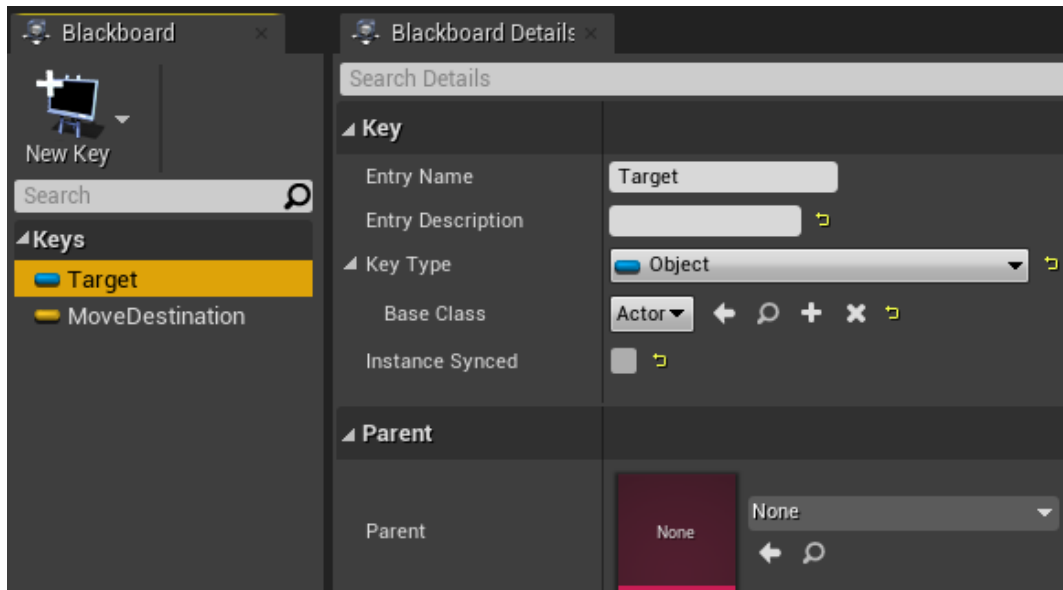 Blackboard
New Key
Search
Keys
Target
MoveDestination
Blackboard Details
Search Details
Key
Entry Name Target
Entry Description
Key Type Object
Base Class Actor
Instance Synced
Parent
Parent None None